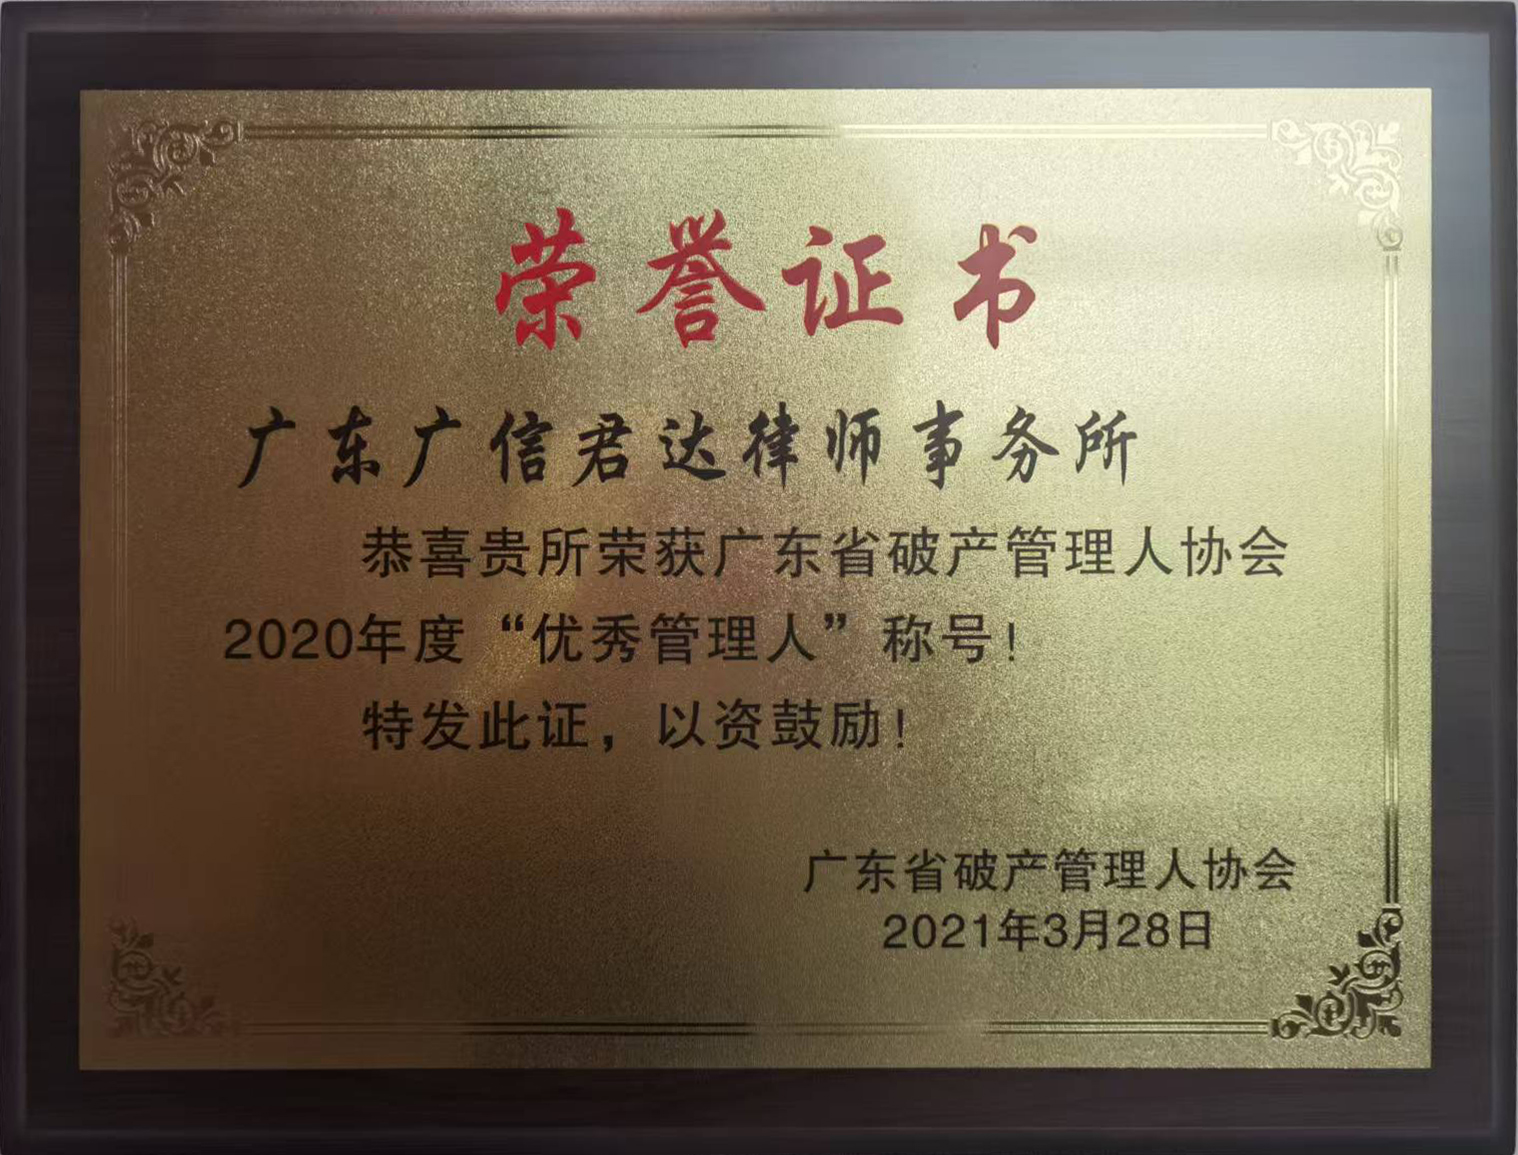 荣誉证书
广东广信君达律师事务所
恭喜贵所荣获广东省破产管理人协会
2020年度“优秀管理人”称号!
特发此证，以资鼓励!
广东省破产管理人协会
2021年3月28日